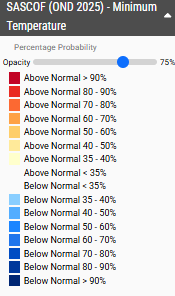 SASCOF (OND 2025) - Minimum
Temperature
Percentage Probability
Opacity 75%
Above Normal > 90%
Above Normal 80 - 90%
Above Normal 70 - 80%
Above Normal 60 - 70%
Above Normal 50 - 60%
Above Normal 40 - 50%
Above Normal 35 - 40%
Above Normal < 35%
Below Normal < 35%
Below Normal 35 - 40%
Below Normal 40 - 50%
Below Normal 50 - 60%
Below Normal 60 - 70%
Below Normal 70 - 80%
Below Normal 80 - 90%
Below Normal > 90%